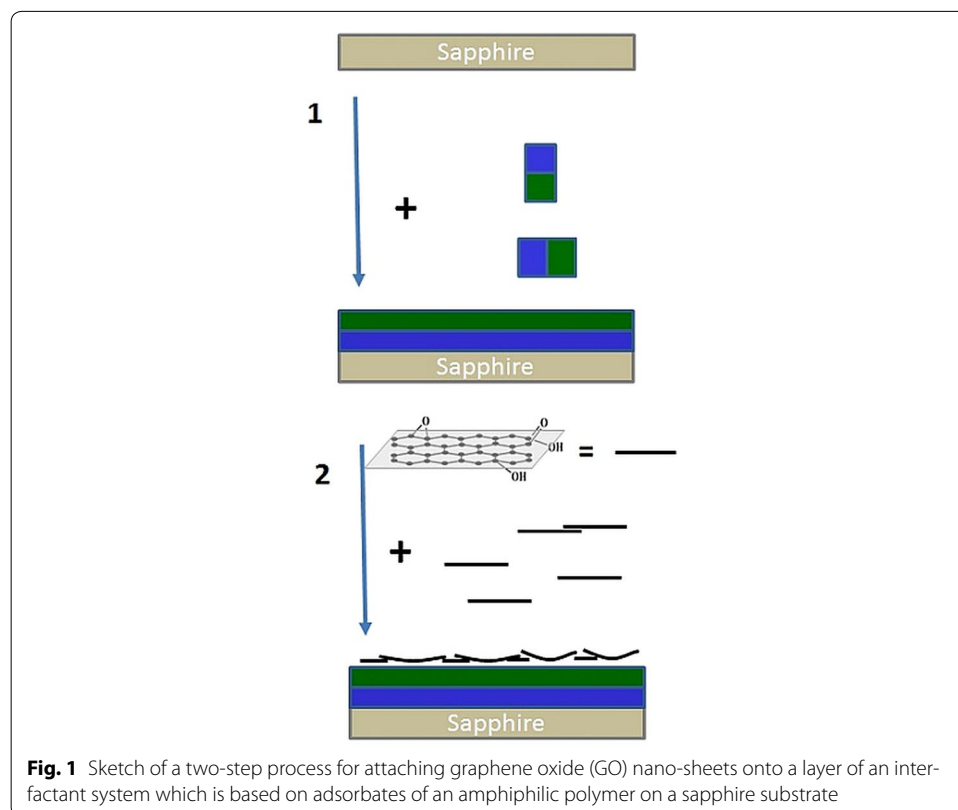 Sapphire
1
+
Sapphire
O
O
OH
OH
=
2
+
Sapphire
Fig. 1 Sketch of a two-step process for attaching graphene oxide (GO) nano-sheets onto a layer of an inter-
factant system which is based on adsorbates of an amphiphilic polymer on a sapphire substrate